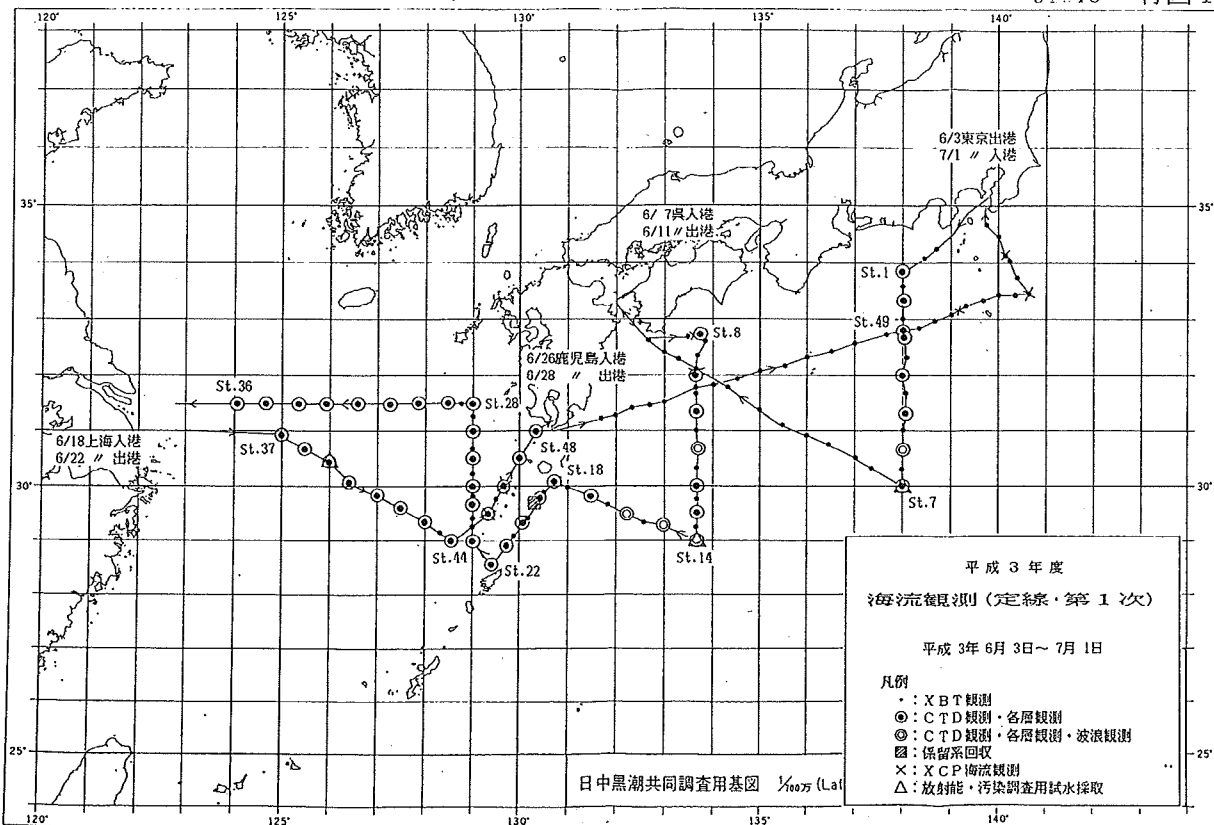 120°
125°
130°
135°
140°
6/3東京出港
7/1 〃 入港
35°
35°
6/ 7呉入港
6/11〃出港
St.1
St.49
St.8
6/26鹿児島入港
6/28 〃 出港
St.36
St.28
St.37
St.48
6/18上海入港
6/22 〃 出港
St.18
30°
30°
St.7
St.44
St.22
St.14
平成3年度
海流観測(定線・第1次)
平成 3年 6月 3日~ 7月 1日
凡例
・:XBT観測
◉:CTD観測・各層観測
◎:CTD観測・各層観測・波浪観測
▨:係留系回収
×:XCP海流観測
△:放射能・汚染調査用試水採取
25°
25°
日中黒潮共同調査用基図 1/700万 (Lat
120°
125°
130°
135°
140°